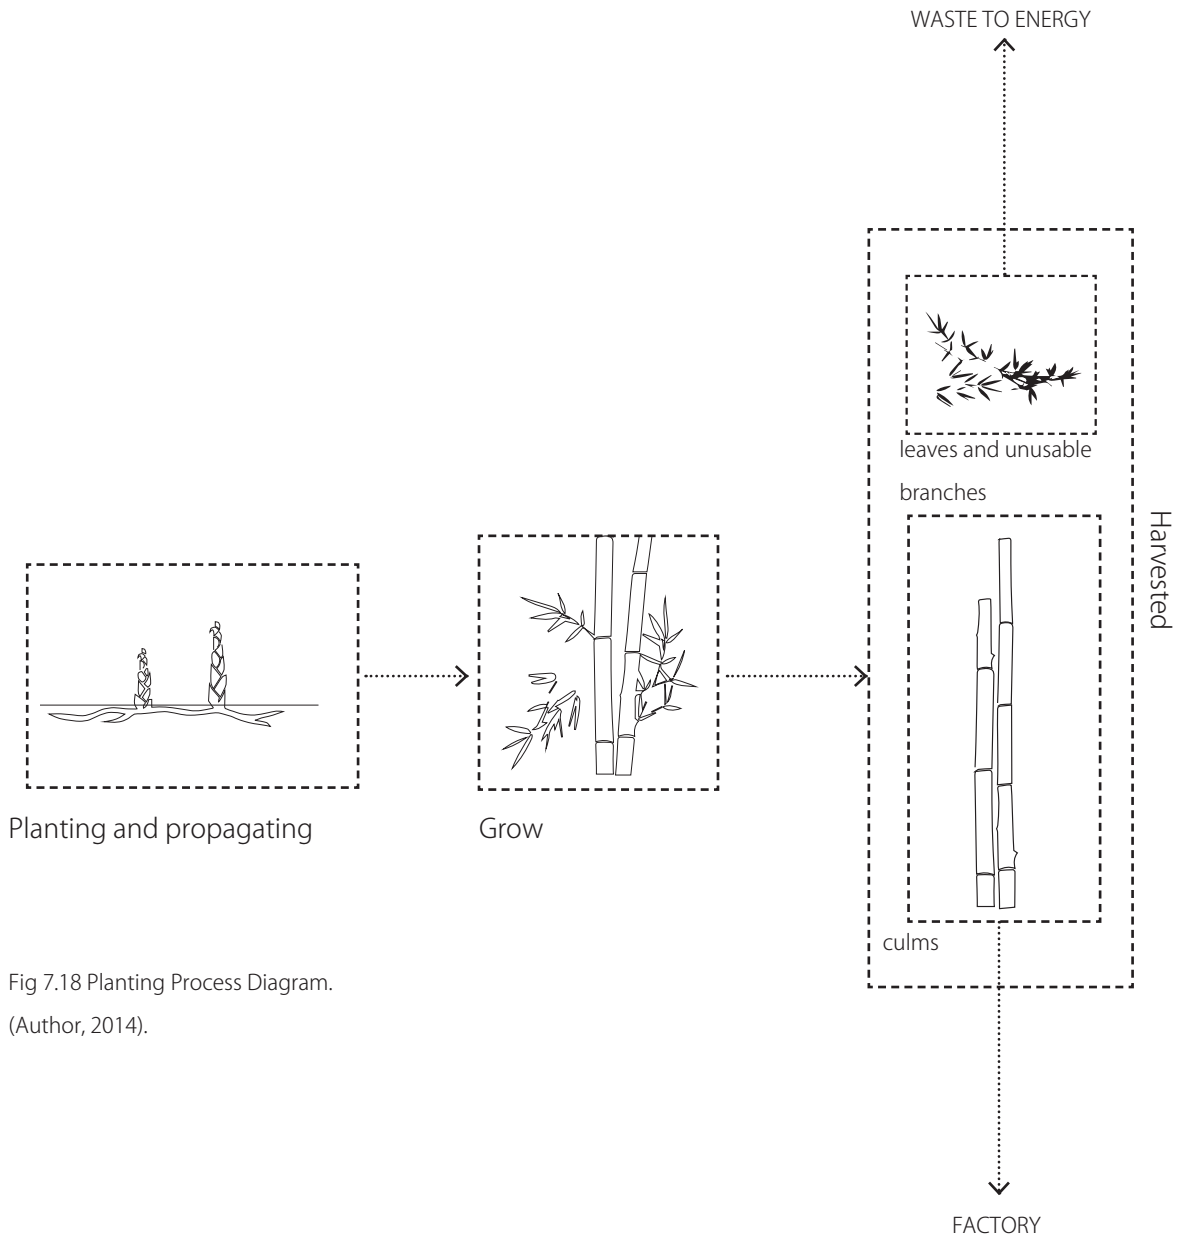 WASTE TO ENERGY
leaves and unusable
branches
Harvested
Planting and propagating
Grow
culms
Fig 7.18 Planting Process Diagram.
(Author, 2014).
FACTORY